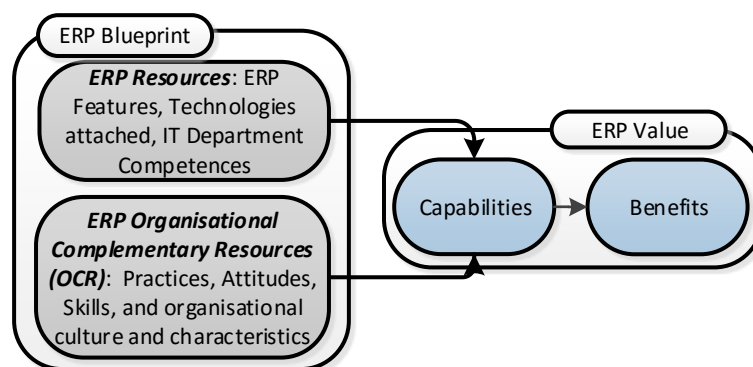 ERP Blueprint
ERP Resources: ERP
Features, Technologies
attached, IT Department
Competences
ERP Organisational
Complementary Resources
(OCR): Practices, Attitudes,
Skills, and organisational
culture and characteristics
ERP Value
Capabilities
Benefits